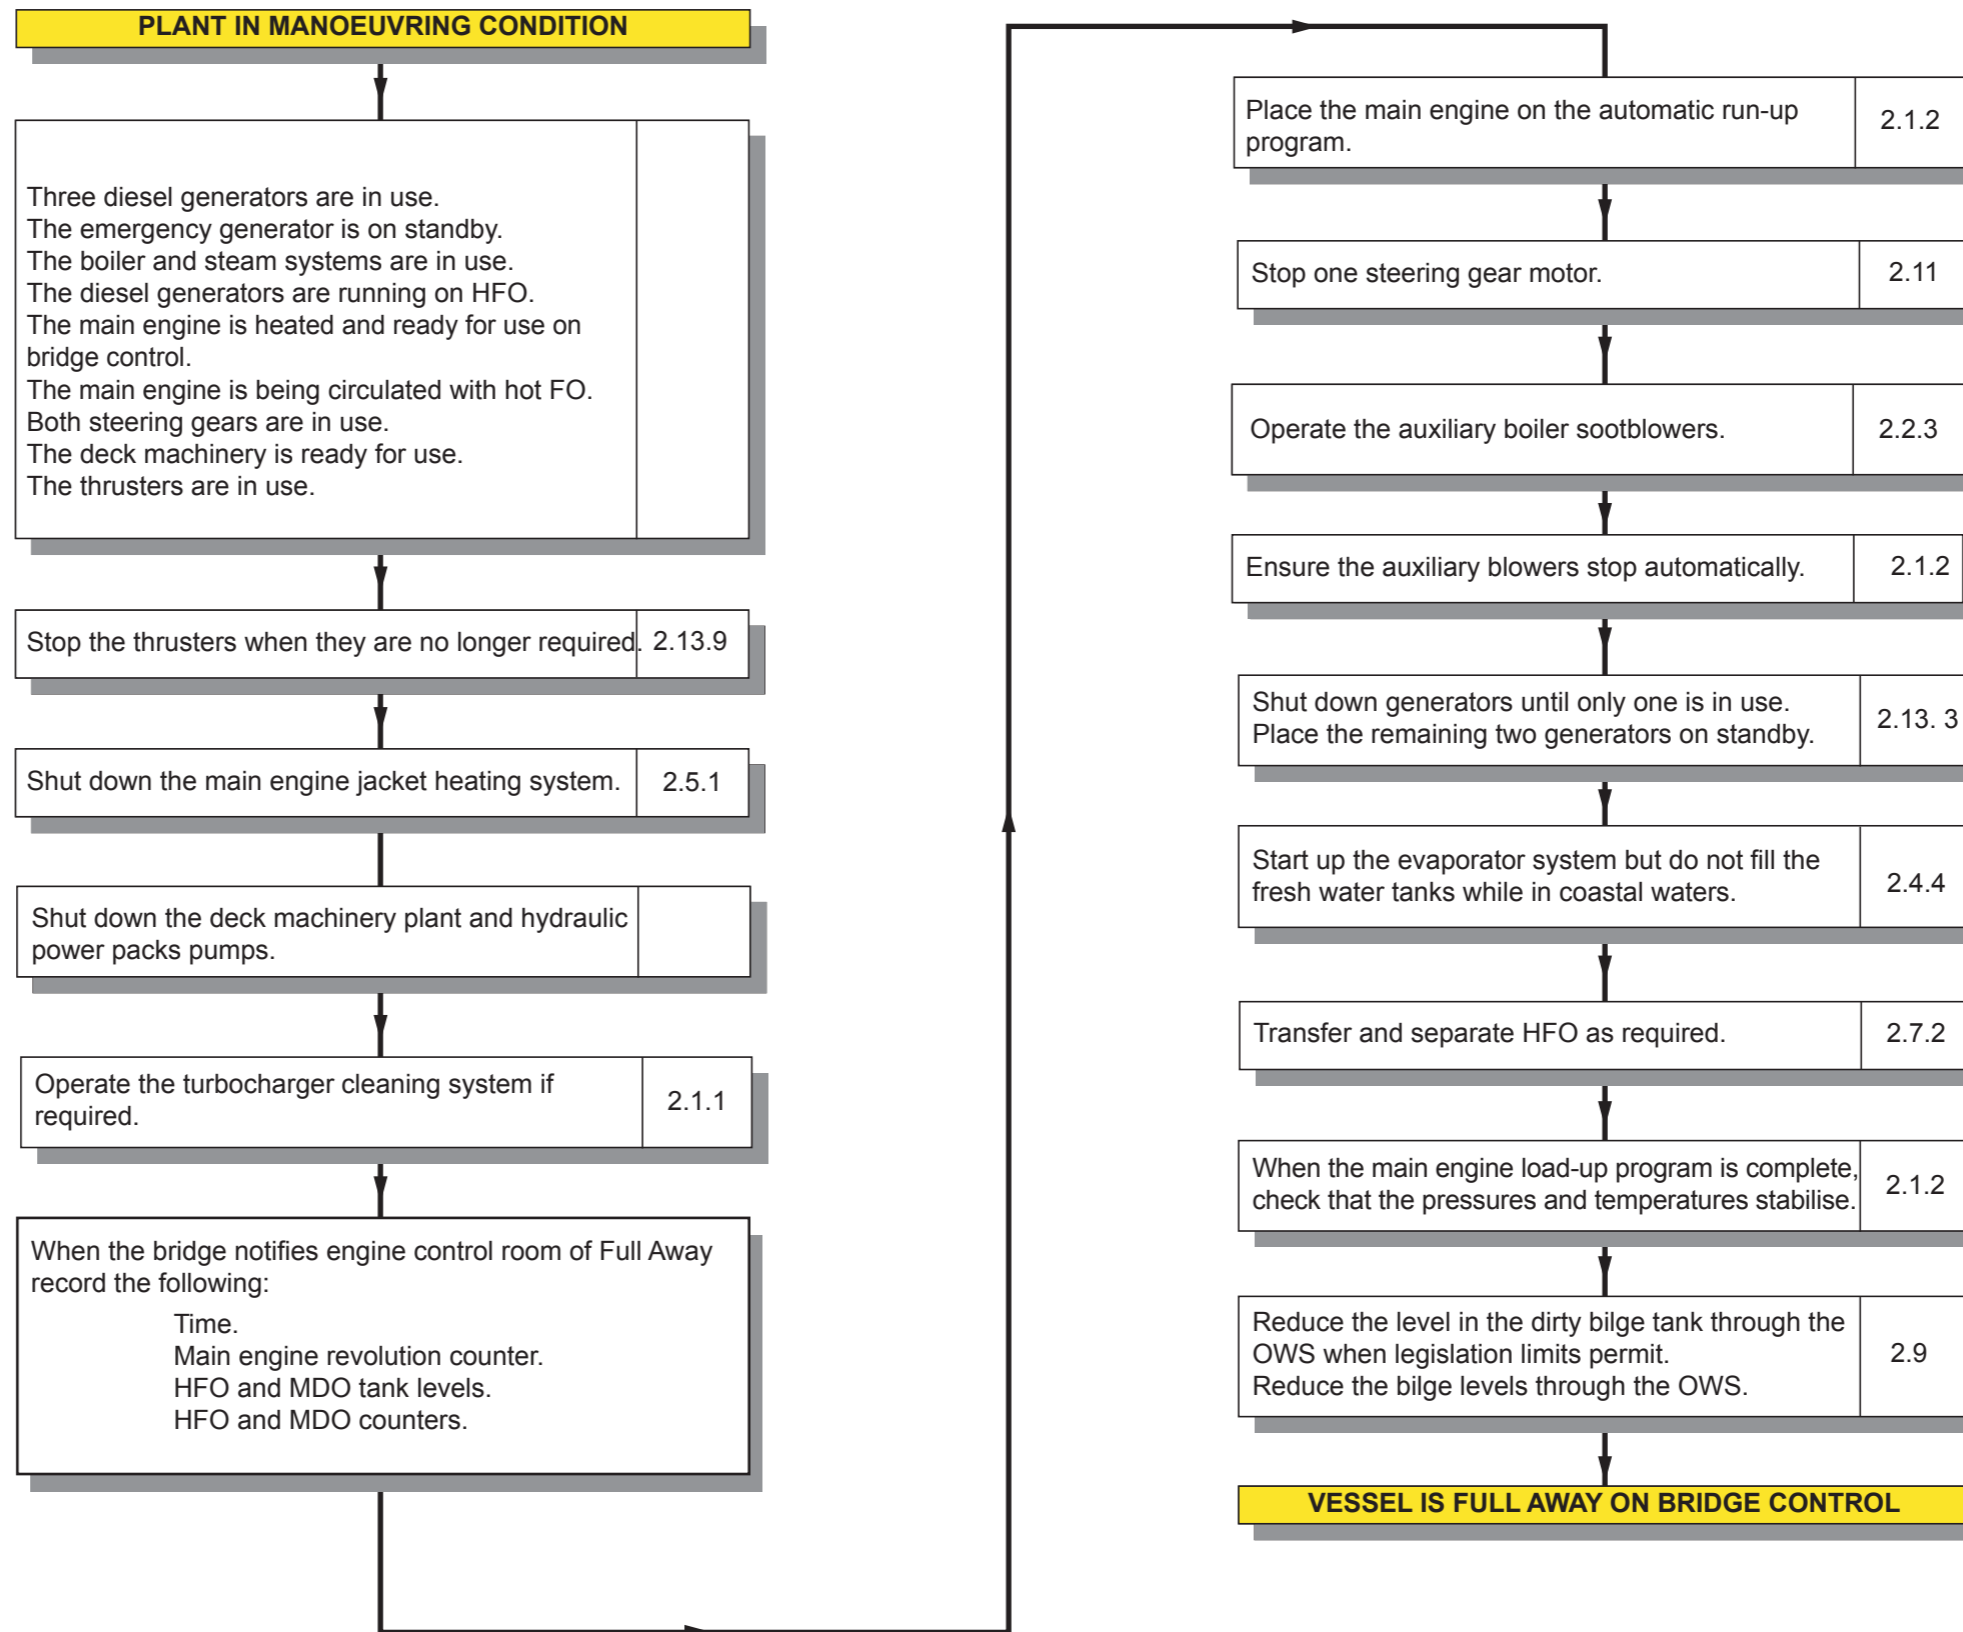 PLANT IN MANOEUVRING CONDITION
Three diesel generators are in use.
The emergency generator is on standby.
The boiler and steam systems are in use.
The diesel generators are running on HFO.
The main engine is heated and ready for use on
bridge control.
The main engine is being circulated with hot FO.
Both steering gears are in use.
The deck machinery is ready for use.
The thrusters are in use.
Stop the thrusters when they are no longer required. 2.13.9
Shut down the main engine jacket heating system. 2.5.1
Shut down the deck machinery plant and hydraulic
power packs pumps.
Operate the turbocharger cleaning system if
required.
2.1.1
When the bridge notifies engine control room of Full Away
record the following:
Time.
Main engine revolution counter.
HFO and MDO tank levels.
HFO and MDO counters.
Place the main engine on the automatic run-up
program.
2.1.2
Stop one steering gear motor. 2.11
Operate the auxiliary boiler sootblowers. 2.2.3
Ensure the auxiliary blowers stop automatically. 2.1.2
Shut down generators until only one is in use.
Place the remaining two generators on standby.
2.13. 3
Start up the evaporator system but do not fill the
fresh water tanks while in coastal waters.
2.4.4
Transfer and separate HFO as required. 2.7.2
When the main engine load-up program is complete,
check that the pressures and temperatures stabilise.
2.1.2
Reduce the level in the dirty bilge tank through the
OWS when legislation limits permit.
Reduce the bilge levels through the OWS.
2.9
VESSEL IS FULL AWAY ON BRIDGE CONTROL